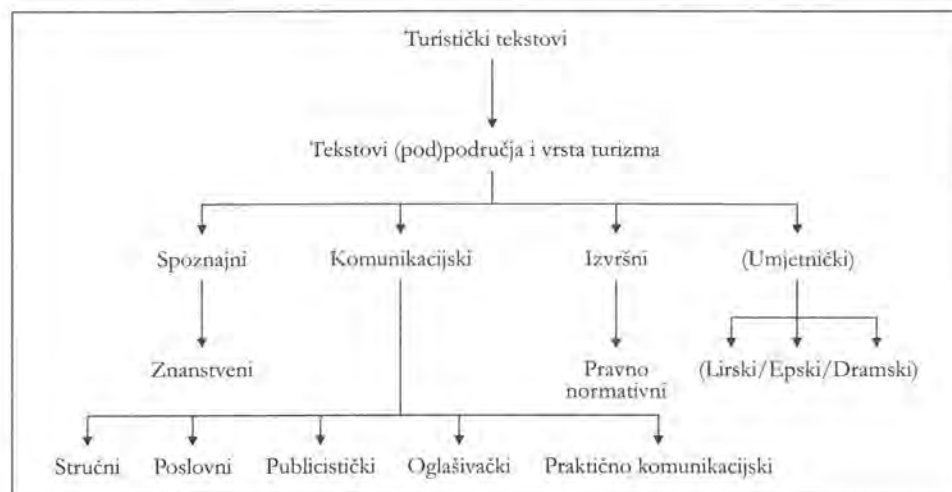 Turistički tekstovi
Tekstovi (pod)područja i vrsta turizma
Spoznajni Komunikacijski Izvršni (Umjetnički)
Znanstveni Pravno normativni (Lirski/Epski/Dramski)
Stručni Poslovni Publicistički Oglašivački Praktično komunikacijski